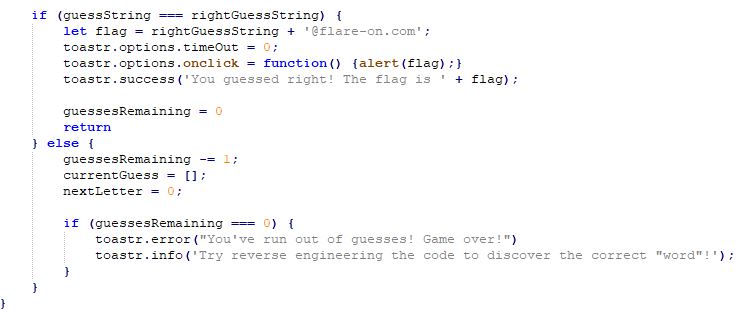 if (guessString === rightGuessString) {
let flag = rightGuessString + '@flare-on.com';
toastr.options.timeOut = 0;
toastr.options.onclick = function() {alert(flag);}
toastr.success('You guessed right! The flag is ' + flag);
guessesRemaining = 0
return
} else {
guessesRemaining -= 1;
currentGuess = [];
nextLetter = 0;
if (guessesRemaining === 0) {
toastr.error("You've run out of guesses! Game over!")
toastr.info('Try reverse engineering the code to discover the correct "word"!');
}
}
}